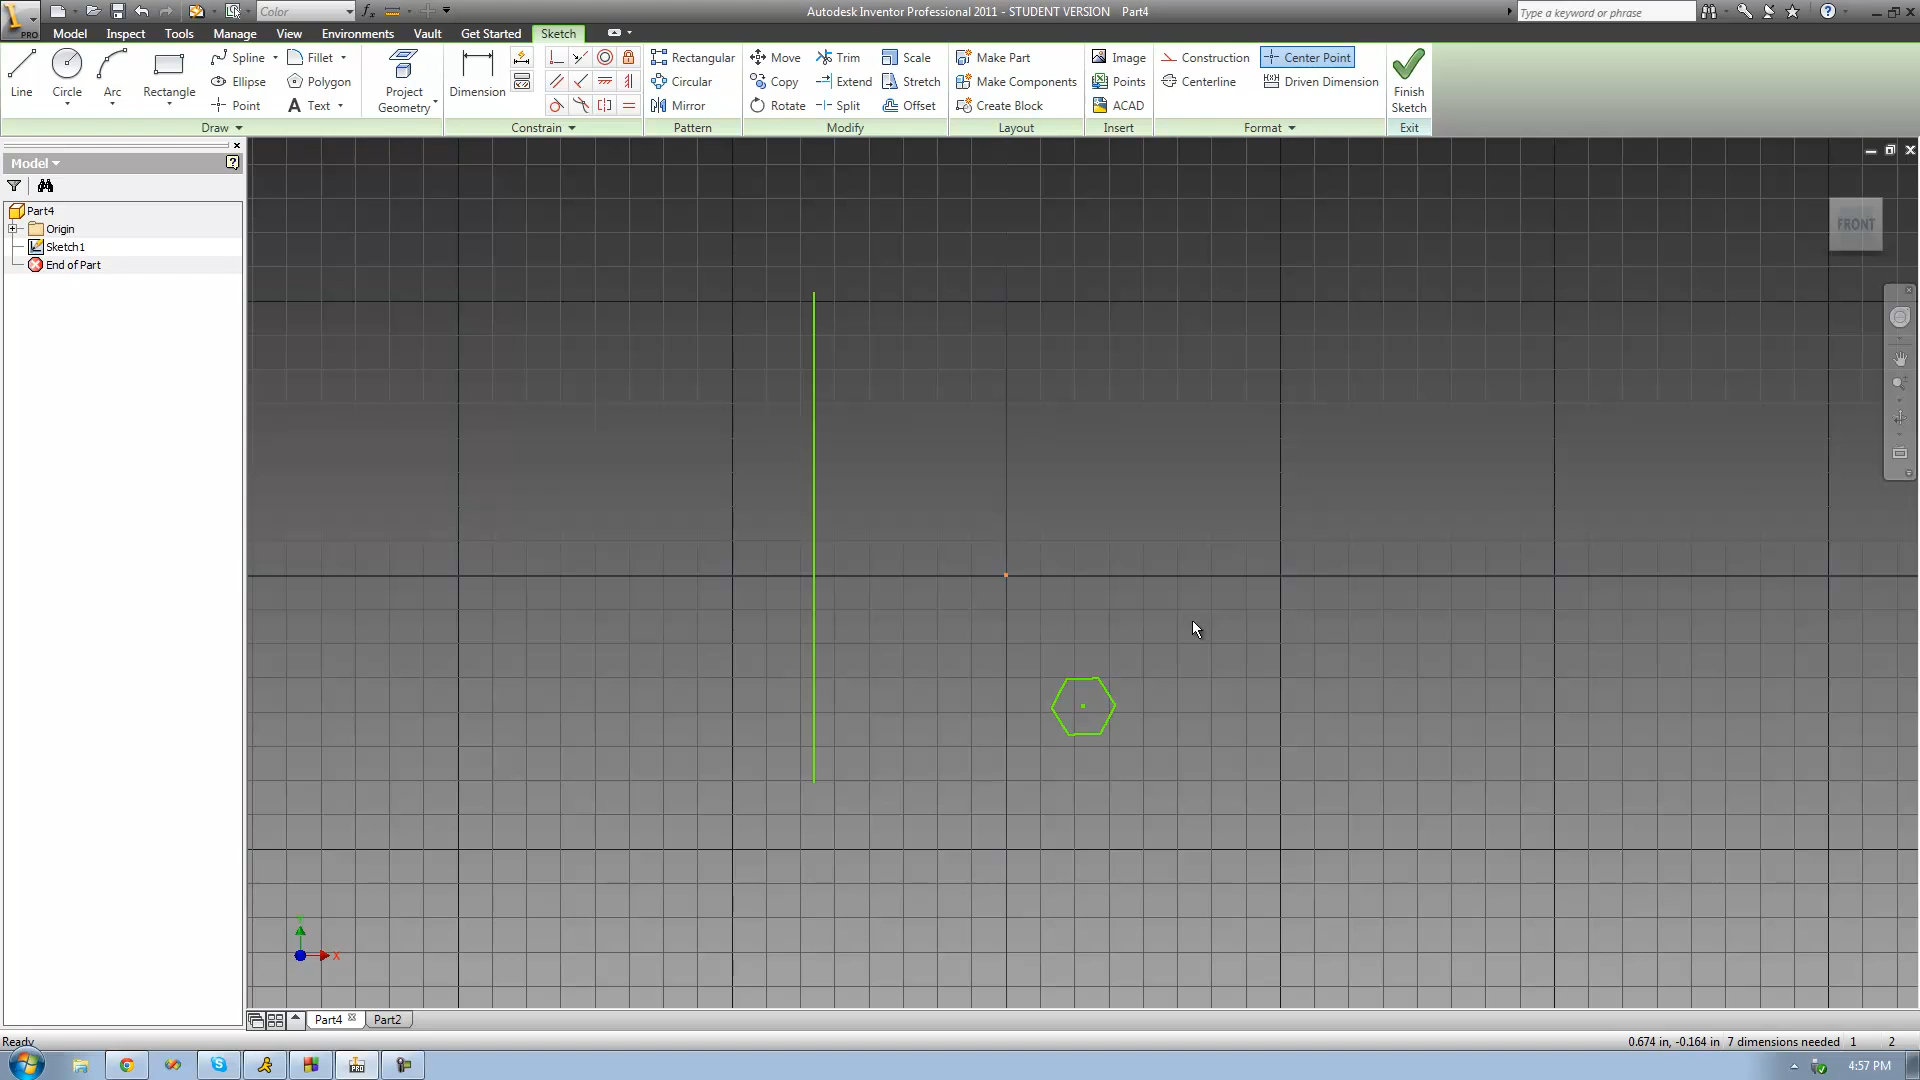 Color
Autodesk Inventor Professional 2011 - STUDENT VERSION Part4
Type a keyword or phrase
PRO
Model Inspect Tools Manage View Environments Vault Get Started Sketch
Line Circle Arc Rectangle
Spline Fillet
Ellipse Polygon
Point Text
Project Geometry
Dimension
Rectangular
Circular
Mirror
Move Trim Scale
Copy Extend Stretch
Rotate Split Offset
Make Part
Make Components
Create Block
Image
Points
ACAD
Construction Center Point
Centerline Driven Dimension
Finish Sketch
Draw Constrain Pattern Modify Layout Insert Format Exit
Model
Part4
Origin
Sketch1
End of Part
FRONT
Y
X
Part4 Part2
Ready
0.674 in, -0.164 in 7 dimensions needed 1 2
4:57 PM